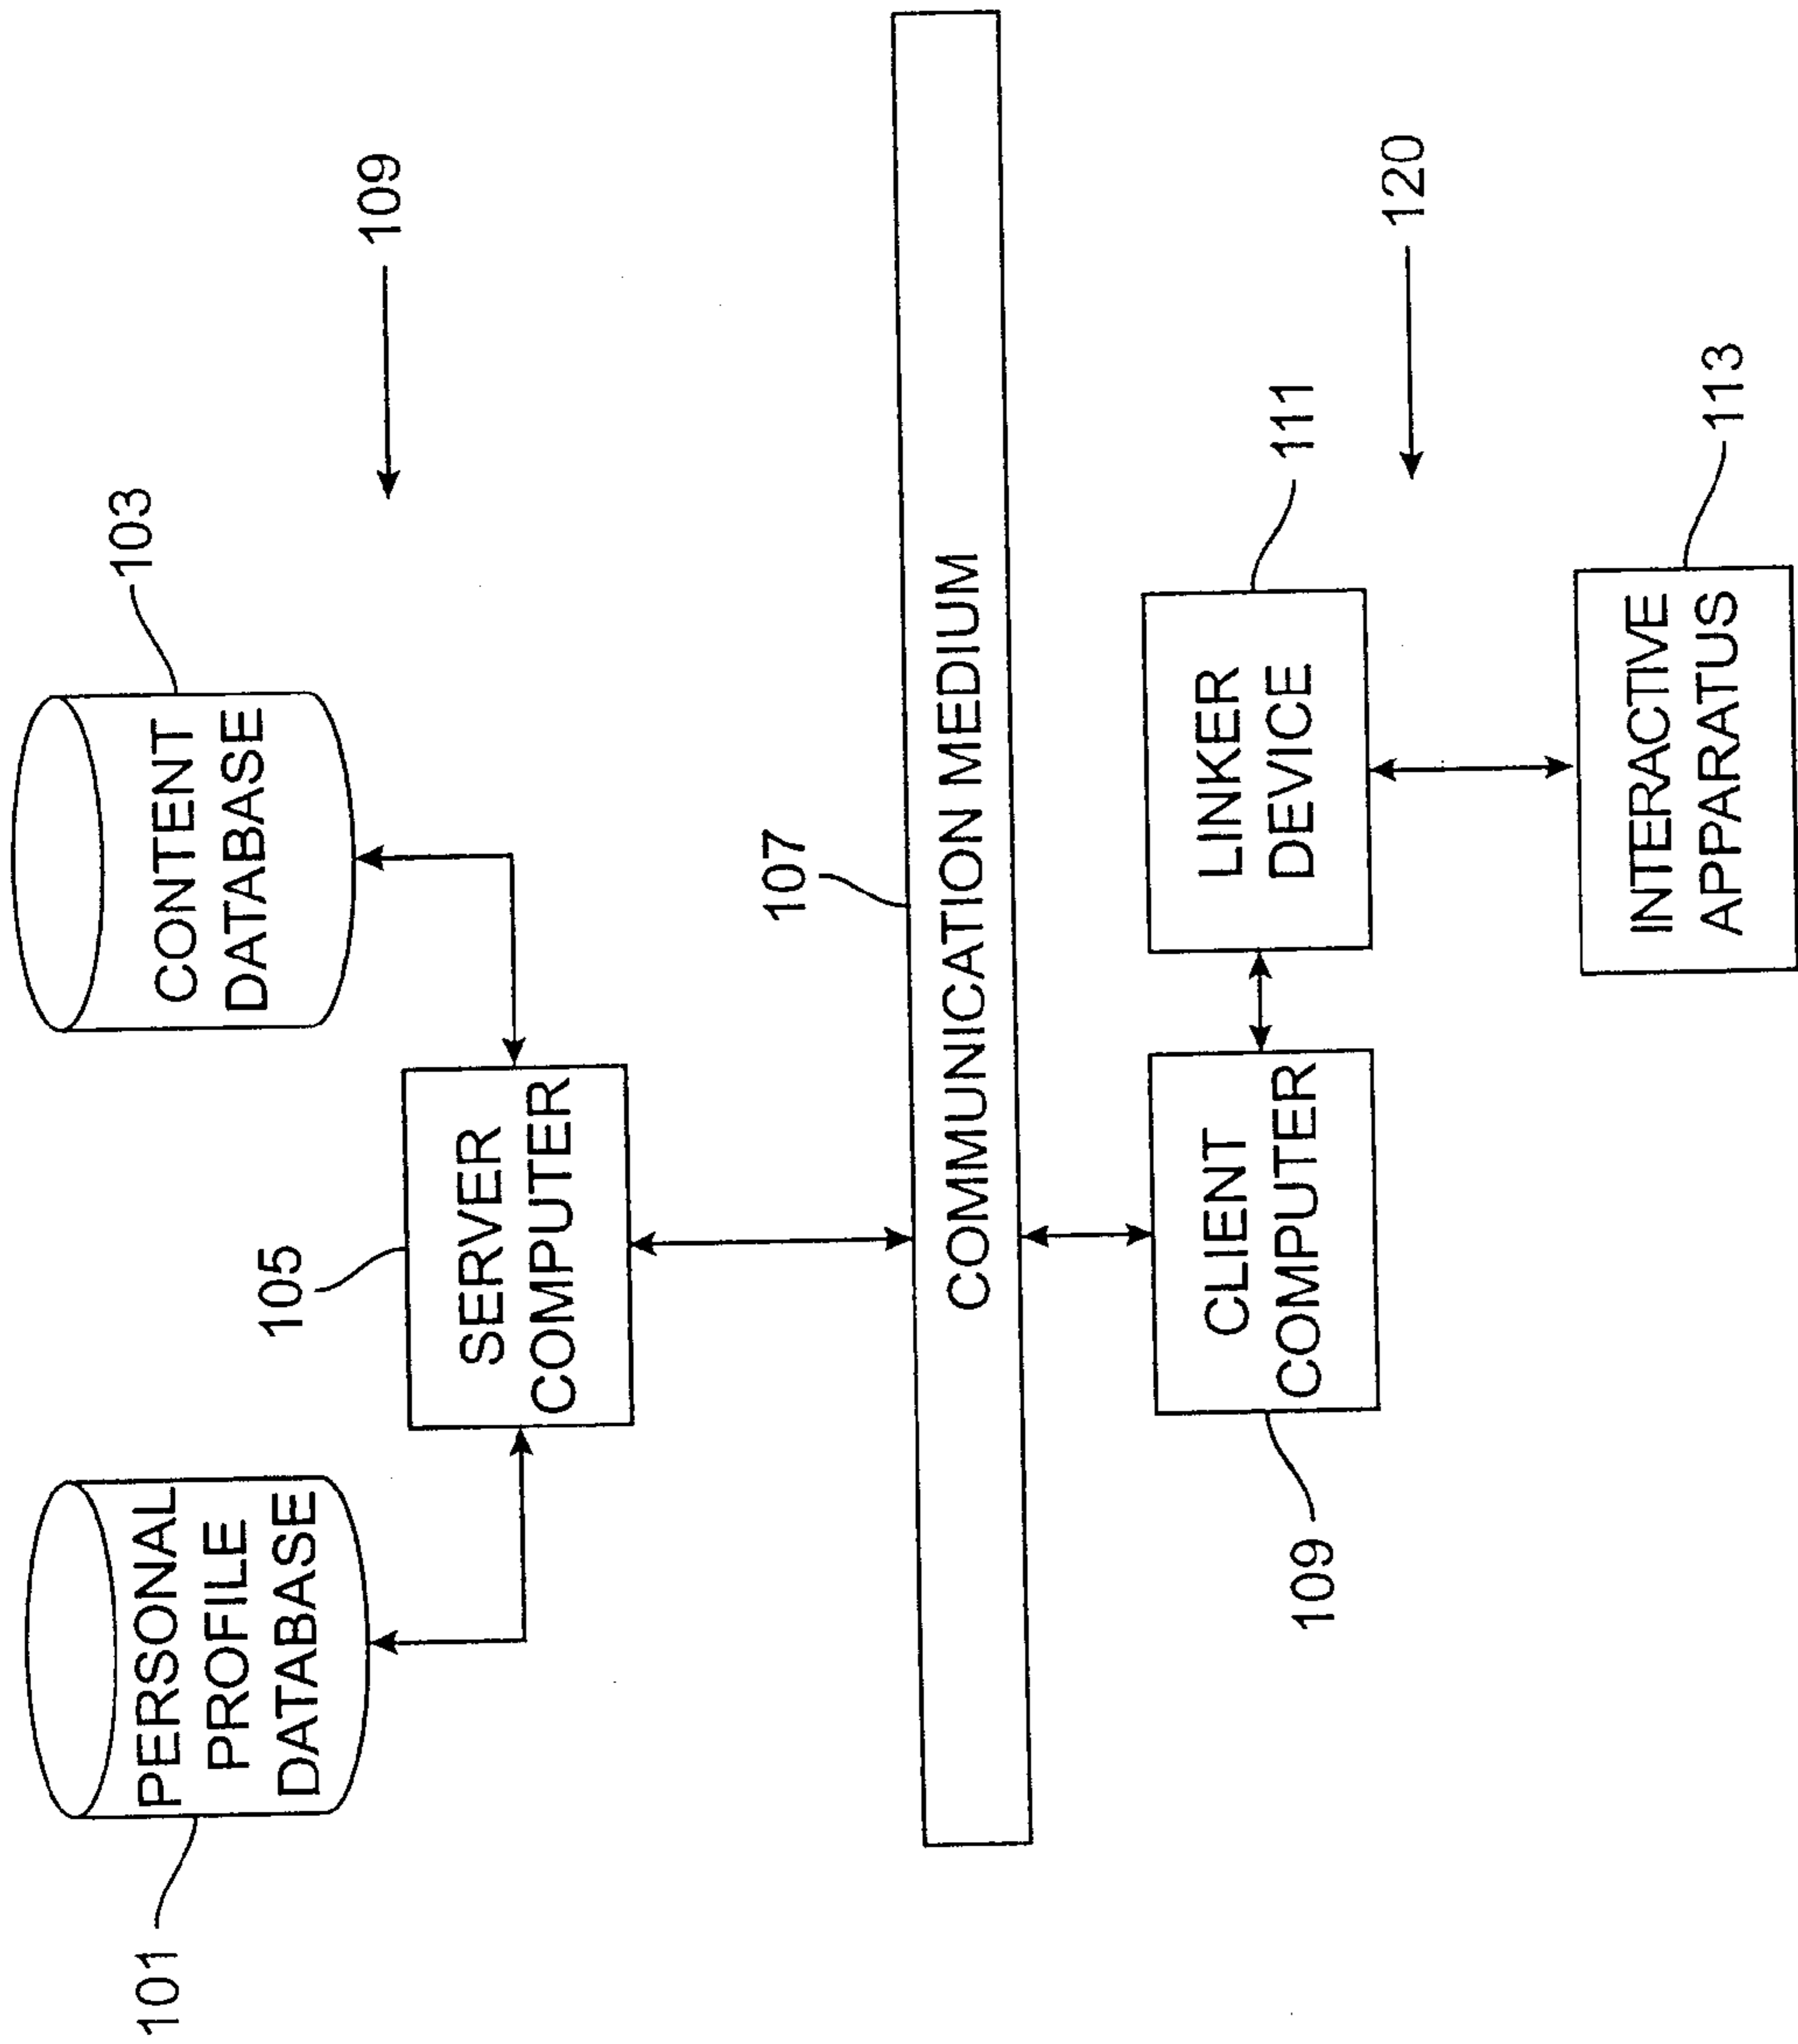 101
PERSONAL
PROFILE
DATABASE
103
CONTENT
DATABASE
109
105
SERVER
COMPUTER
107
COMMUNICATION MEDIUM
CLIENT
COMPUTER
109
LINKER
DEVICE
111
120
INTERACTIVE
APPARATUS
113